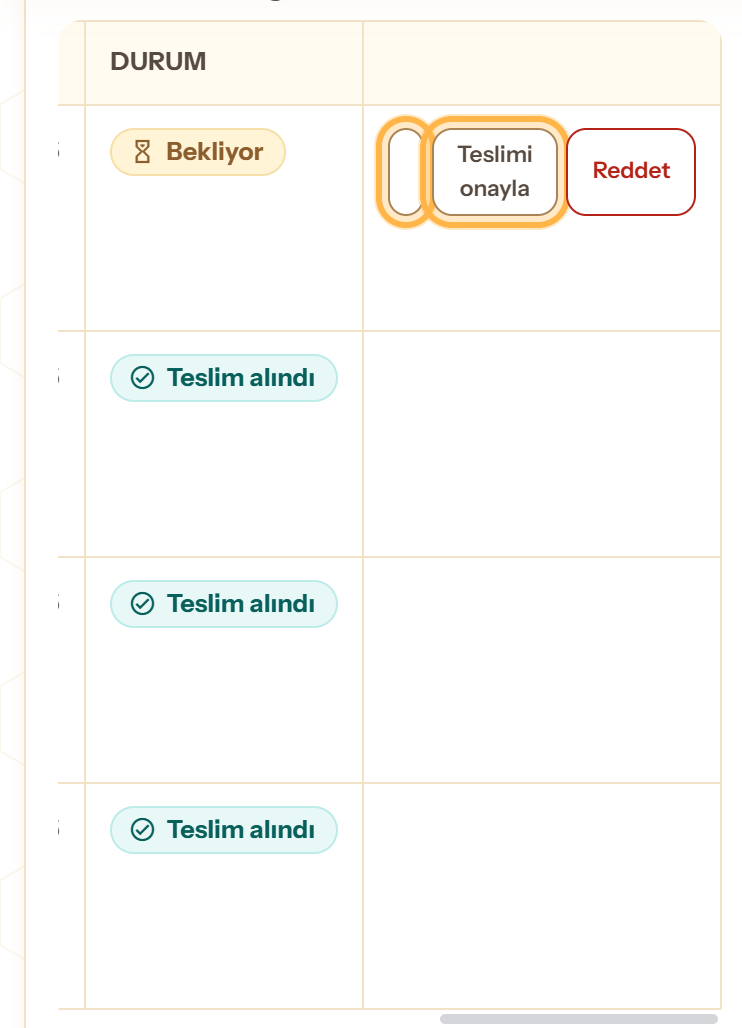 DURUM
Bekliyor
Teslimi
onayla
Reddet
Teslim alındı
Teslim alındı
Teslim alındı